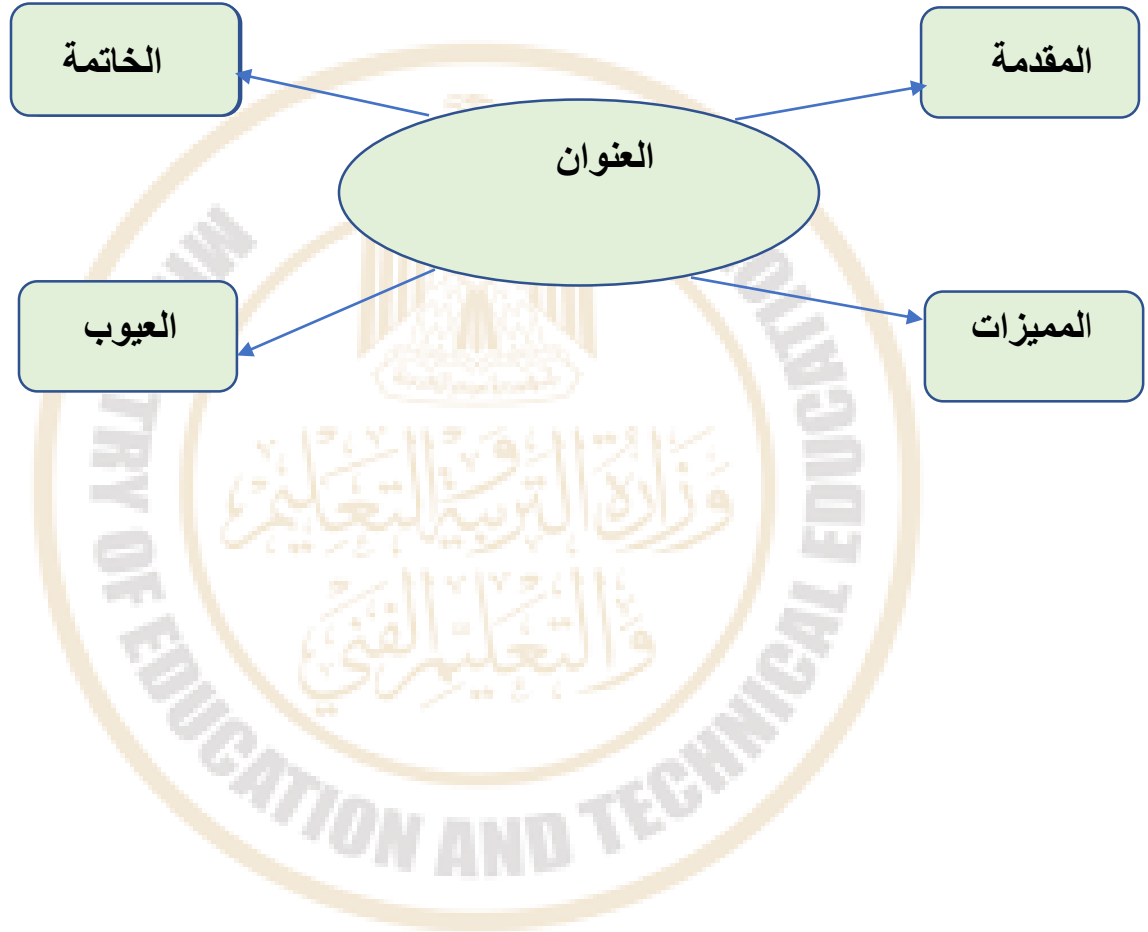 المقدمة
الخاتمة
العنوان
المميزات
العيوب
وزارة التربية والتعليم
والتعليم الفني
MINISTRY OF EDUCATION AND TECHNICAL EDUCATION